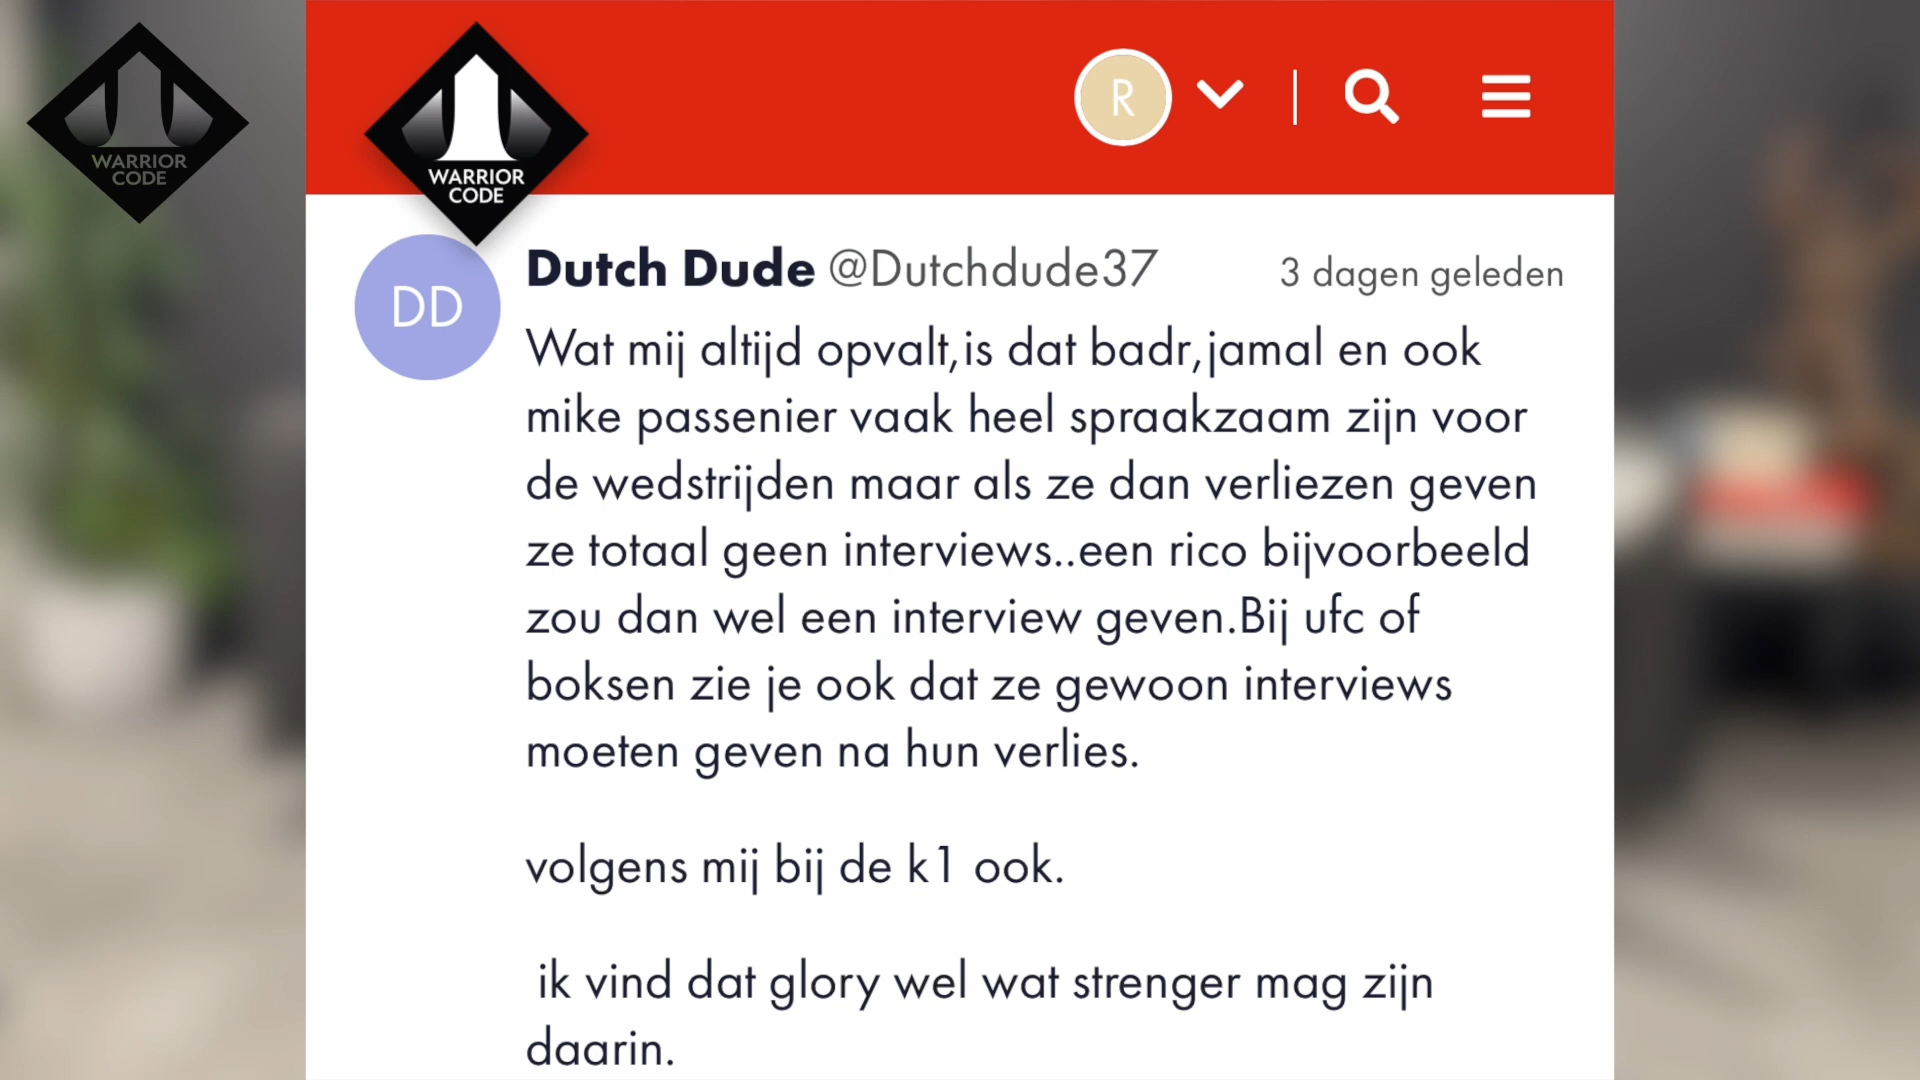 WARRIOR
CODE
WARRIOR
CODE
R
DD
Dutch Dude @Dutchdude37 3 dagen geleden
Wat mij altijd opvalt,is dat badr,jamal en ook
mike passenier vaak heel spraakzaam zijn voor
de wedstrijden maar als ze dan verliezen geven
ze totaal geen interviews..een rico bijvoorbeeld
zou dan wel een interview geven.Bij ufc of
boksen zie je ook dat ze gewoon interviews
moeten geven na hun verlies.
volgens mij bij de k1 ook.
ik vind dat glory wel wat strenger mag zijn
daarin.